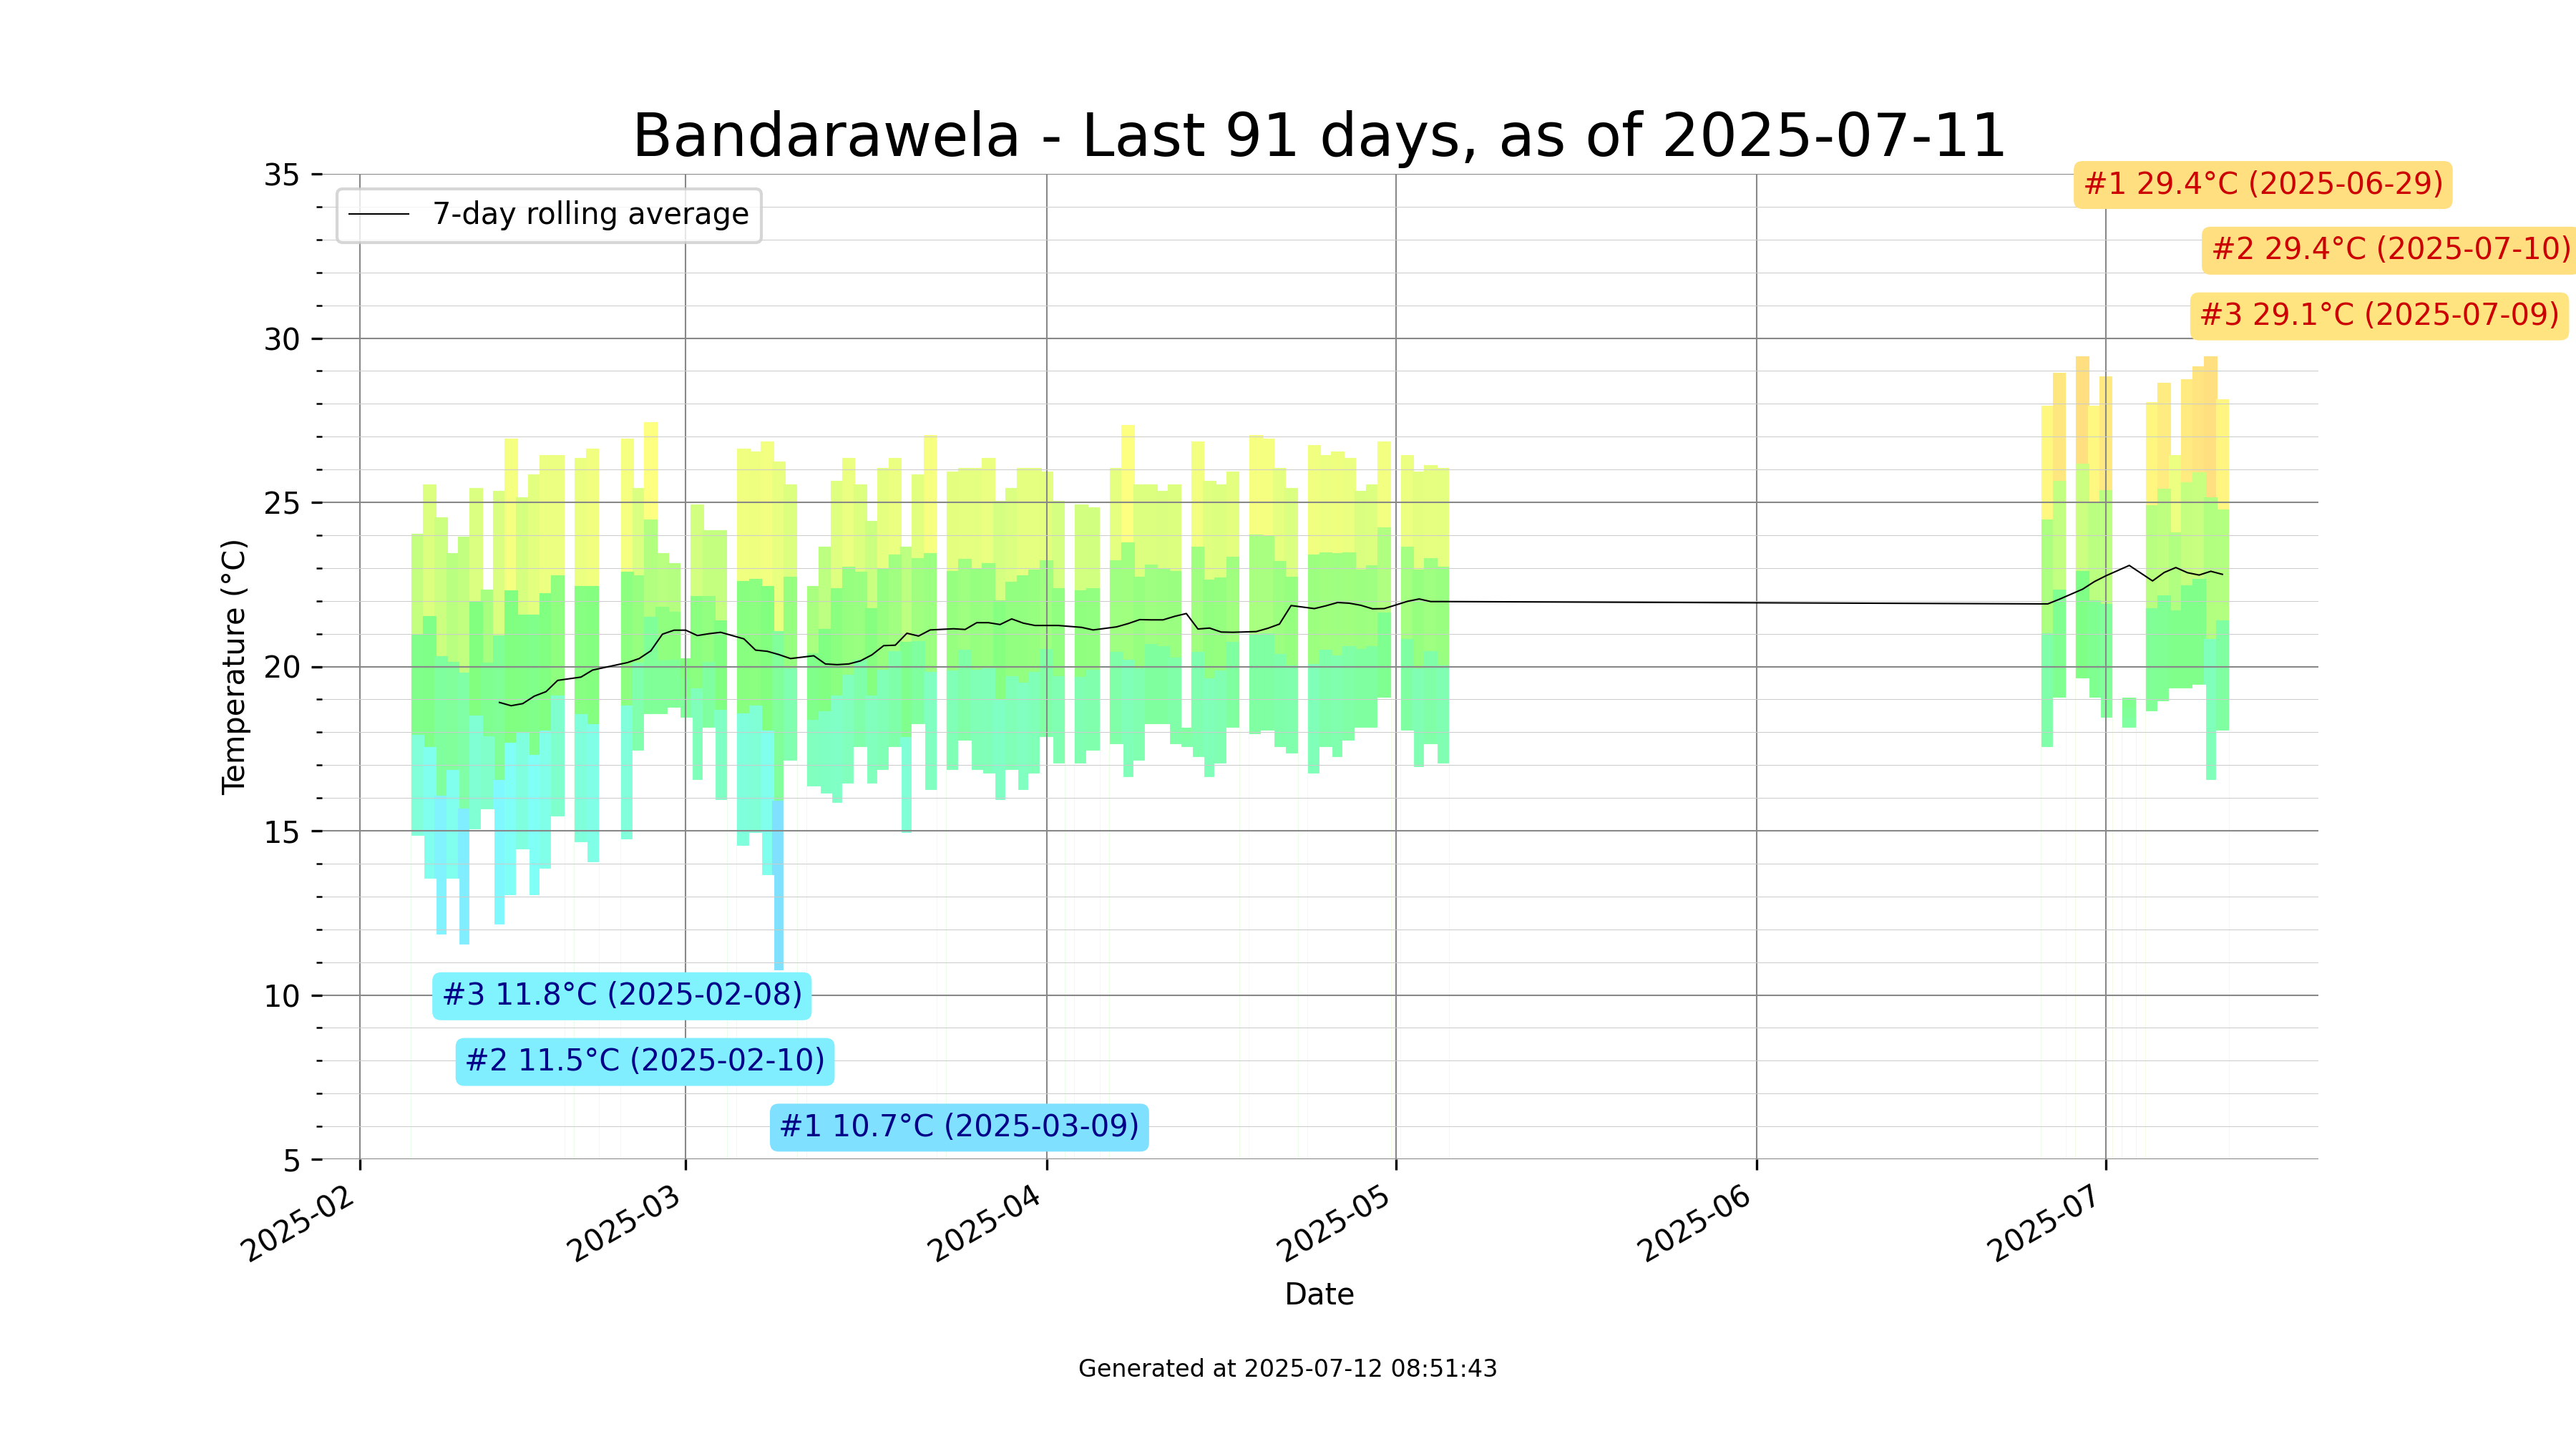 Bandarawela - Last 91 days, as of 2025-07-11
35
#1 29.4°C (2025-06-29)
7-day rolling average
#2 29.4°C (2025-07-10)
#3 29.1°C (2025-07-09)
30
25
Temperature (°C)
20
15
10
#3 11.8°C (2025-02-08)
#2 11.5°C (2025-02-10)
#1 10.7°C (2025-03-09)
5
2025-02
2025-03
2025-04
2025-05
2025-06
2025-07
Date
Generated at 2025-07-12 08:51:43